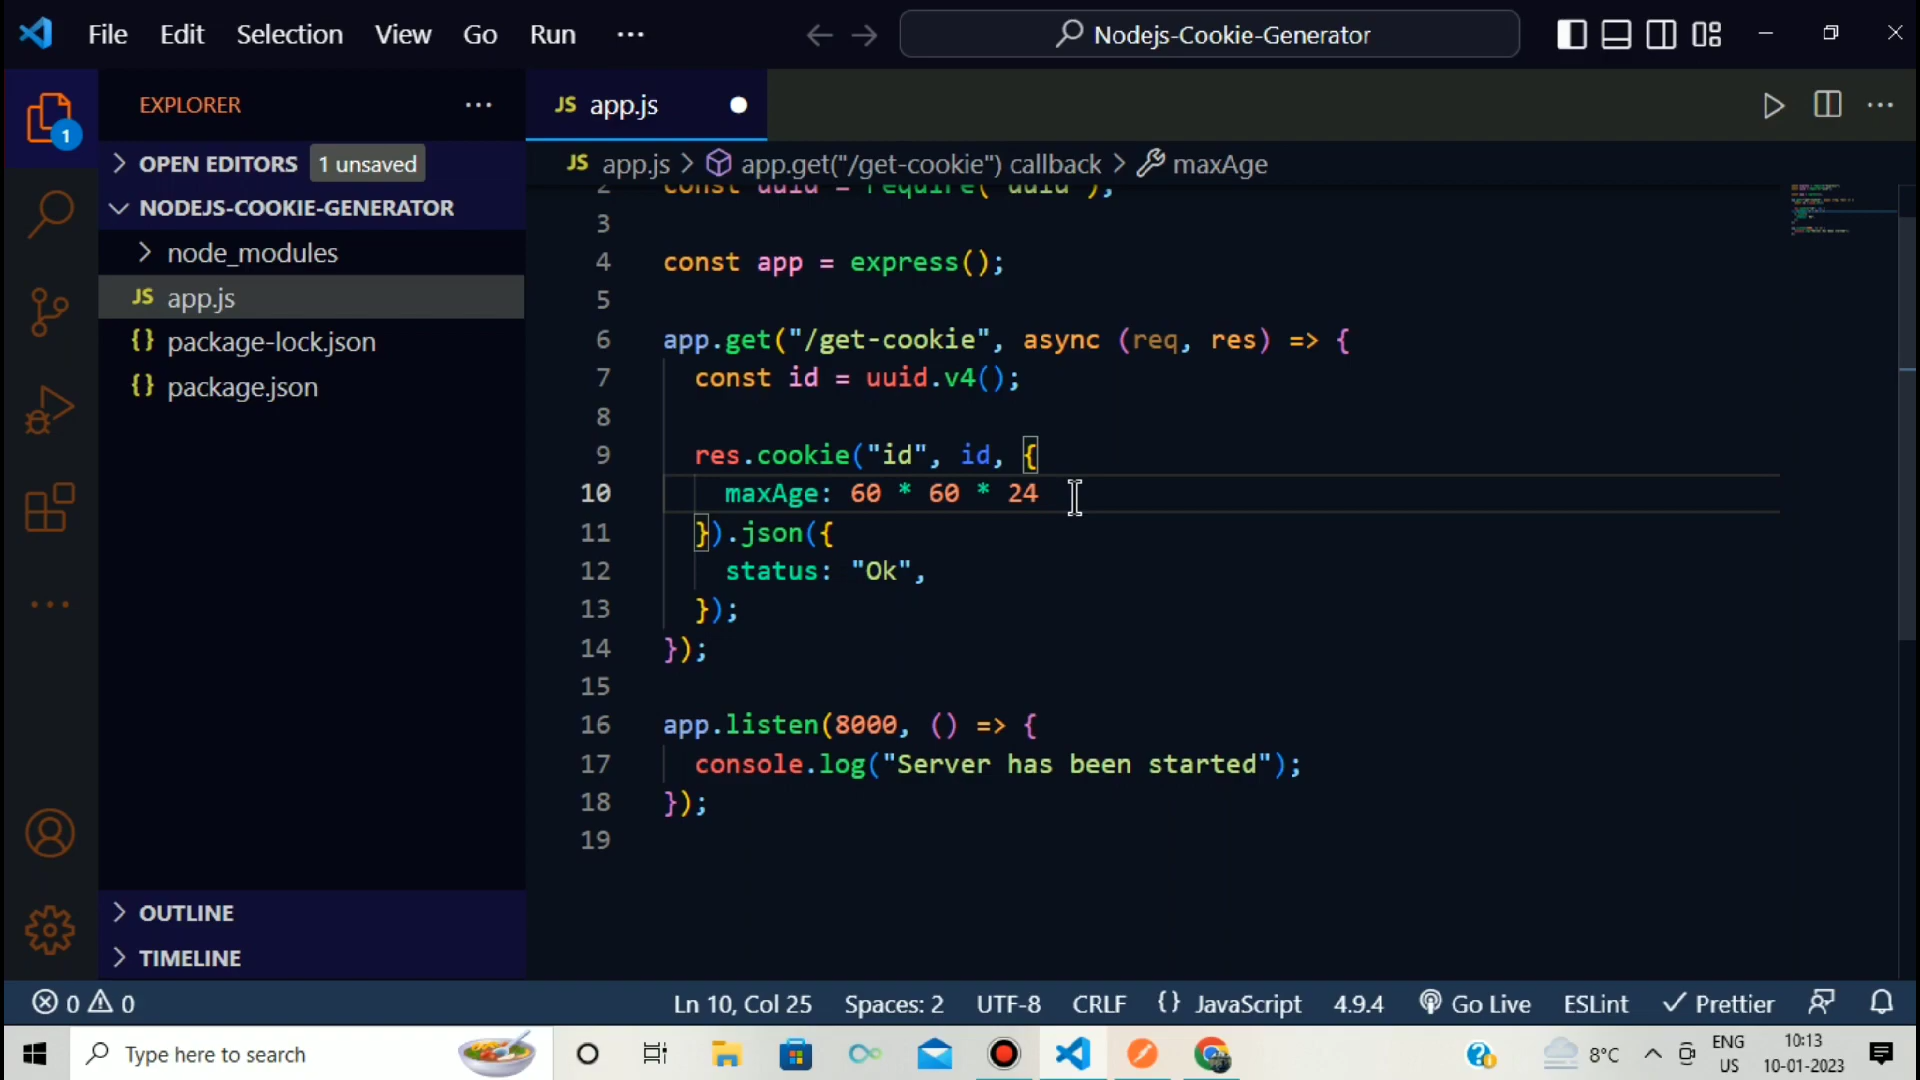 File Edit Selection View Go Run ··· Nodejs-Cookie-Generator
EXPLORER
JS app.js
1
OPEN EDITORS 1 unsaved
JS app.js > app.get("/get-cookie") callback > maxAge
NODEJS-COOKIE-GENERATOR
node_modules
JS app.js
{} package-lock.json
{} package.json
OUTLINE
TIMELINE
2 const uuid = require("uuid");
3
4 const app = express();
5
6 app.get("/get-cookie", async (req, res) => {
7 const id = uuid.v4();
8
9 res.cookie("id", id, {
10 maxAge: 60 * 60 * 24
11 }).json({
12 status: "Ok",
13 });
14 });
15
16 app.listen(8000, () => {
17 console.log("Server has been started");
18 });
19
0 0 Ln 10, Col 25 Spaces: 2 UTF-8 CRLF {} JavaScript 4.9.4 Go Live ESLint Prettier
Type here to search 8°C ENG 10:13
US 10-01-2023